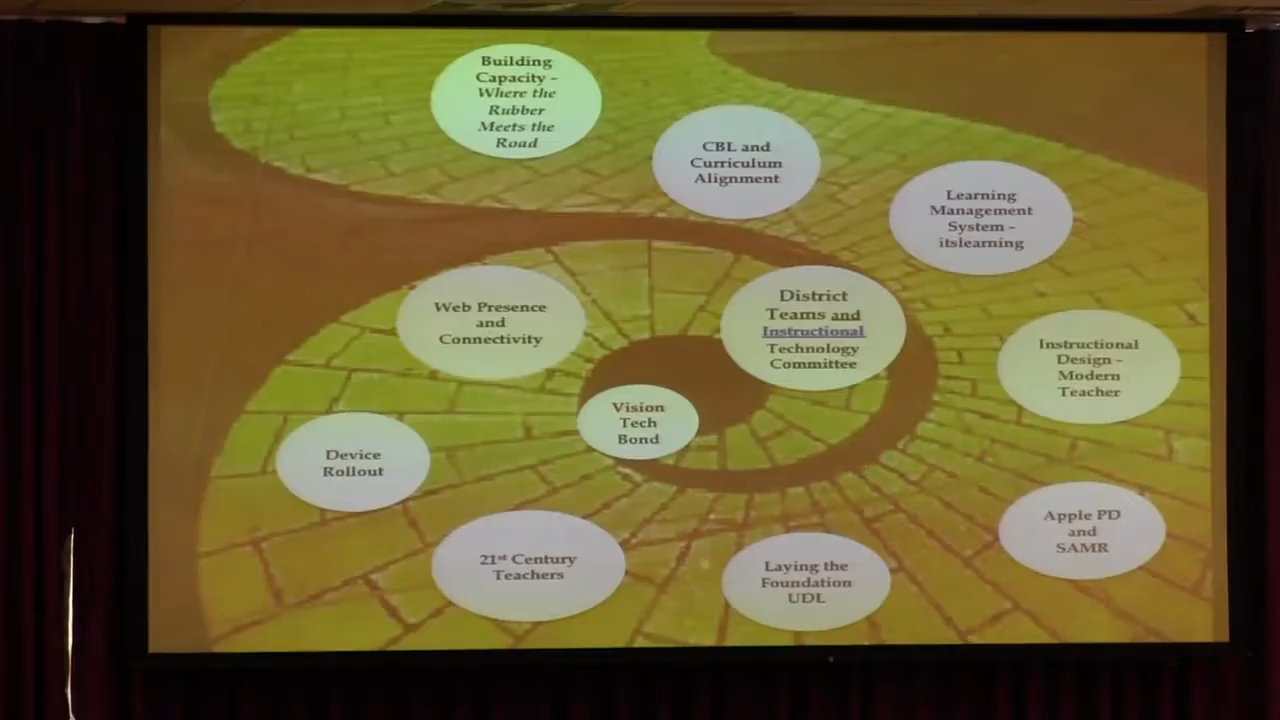 Building
Capacity -
Where the
Rubber
Meets the
Road
CBL and
Curriculum
Alignment
Learning
Management
System -
itslearning
Web Presence
and
Connectivity
District
Teams and
Instructional
Technology
Committee
Instructional
Design -
Modern
Teacher
Vision
Tech
Bond
Device
Rollout
Apple PD
and
SAMR
21st Century
Teachers
Laying the
Foundation
UDL